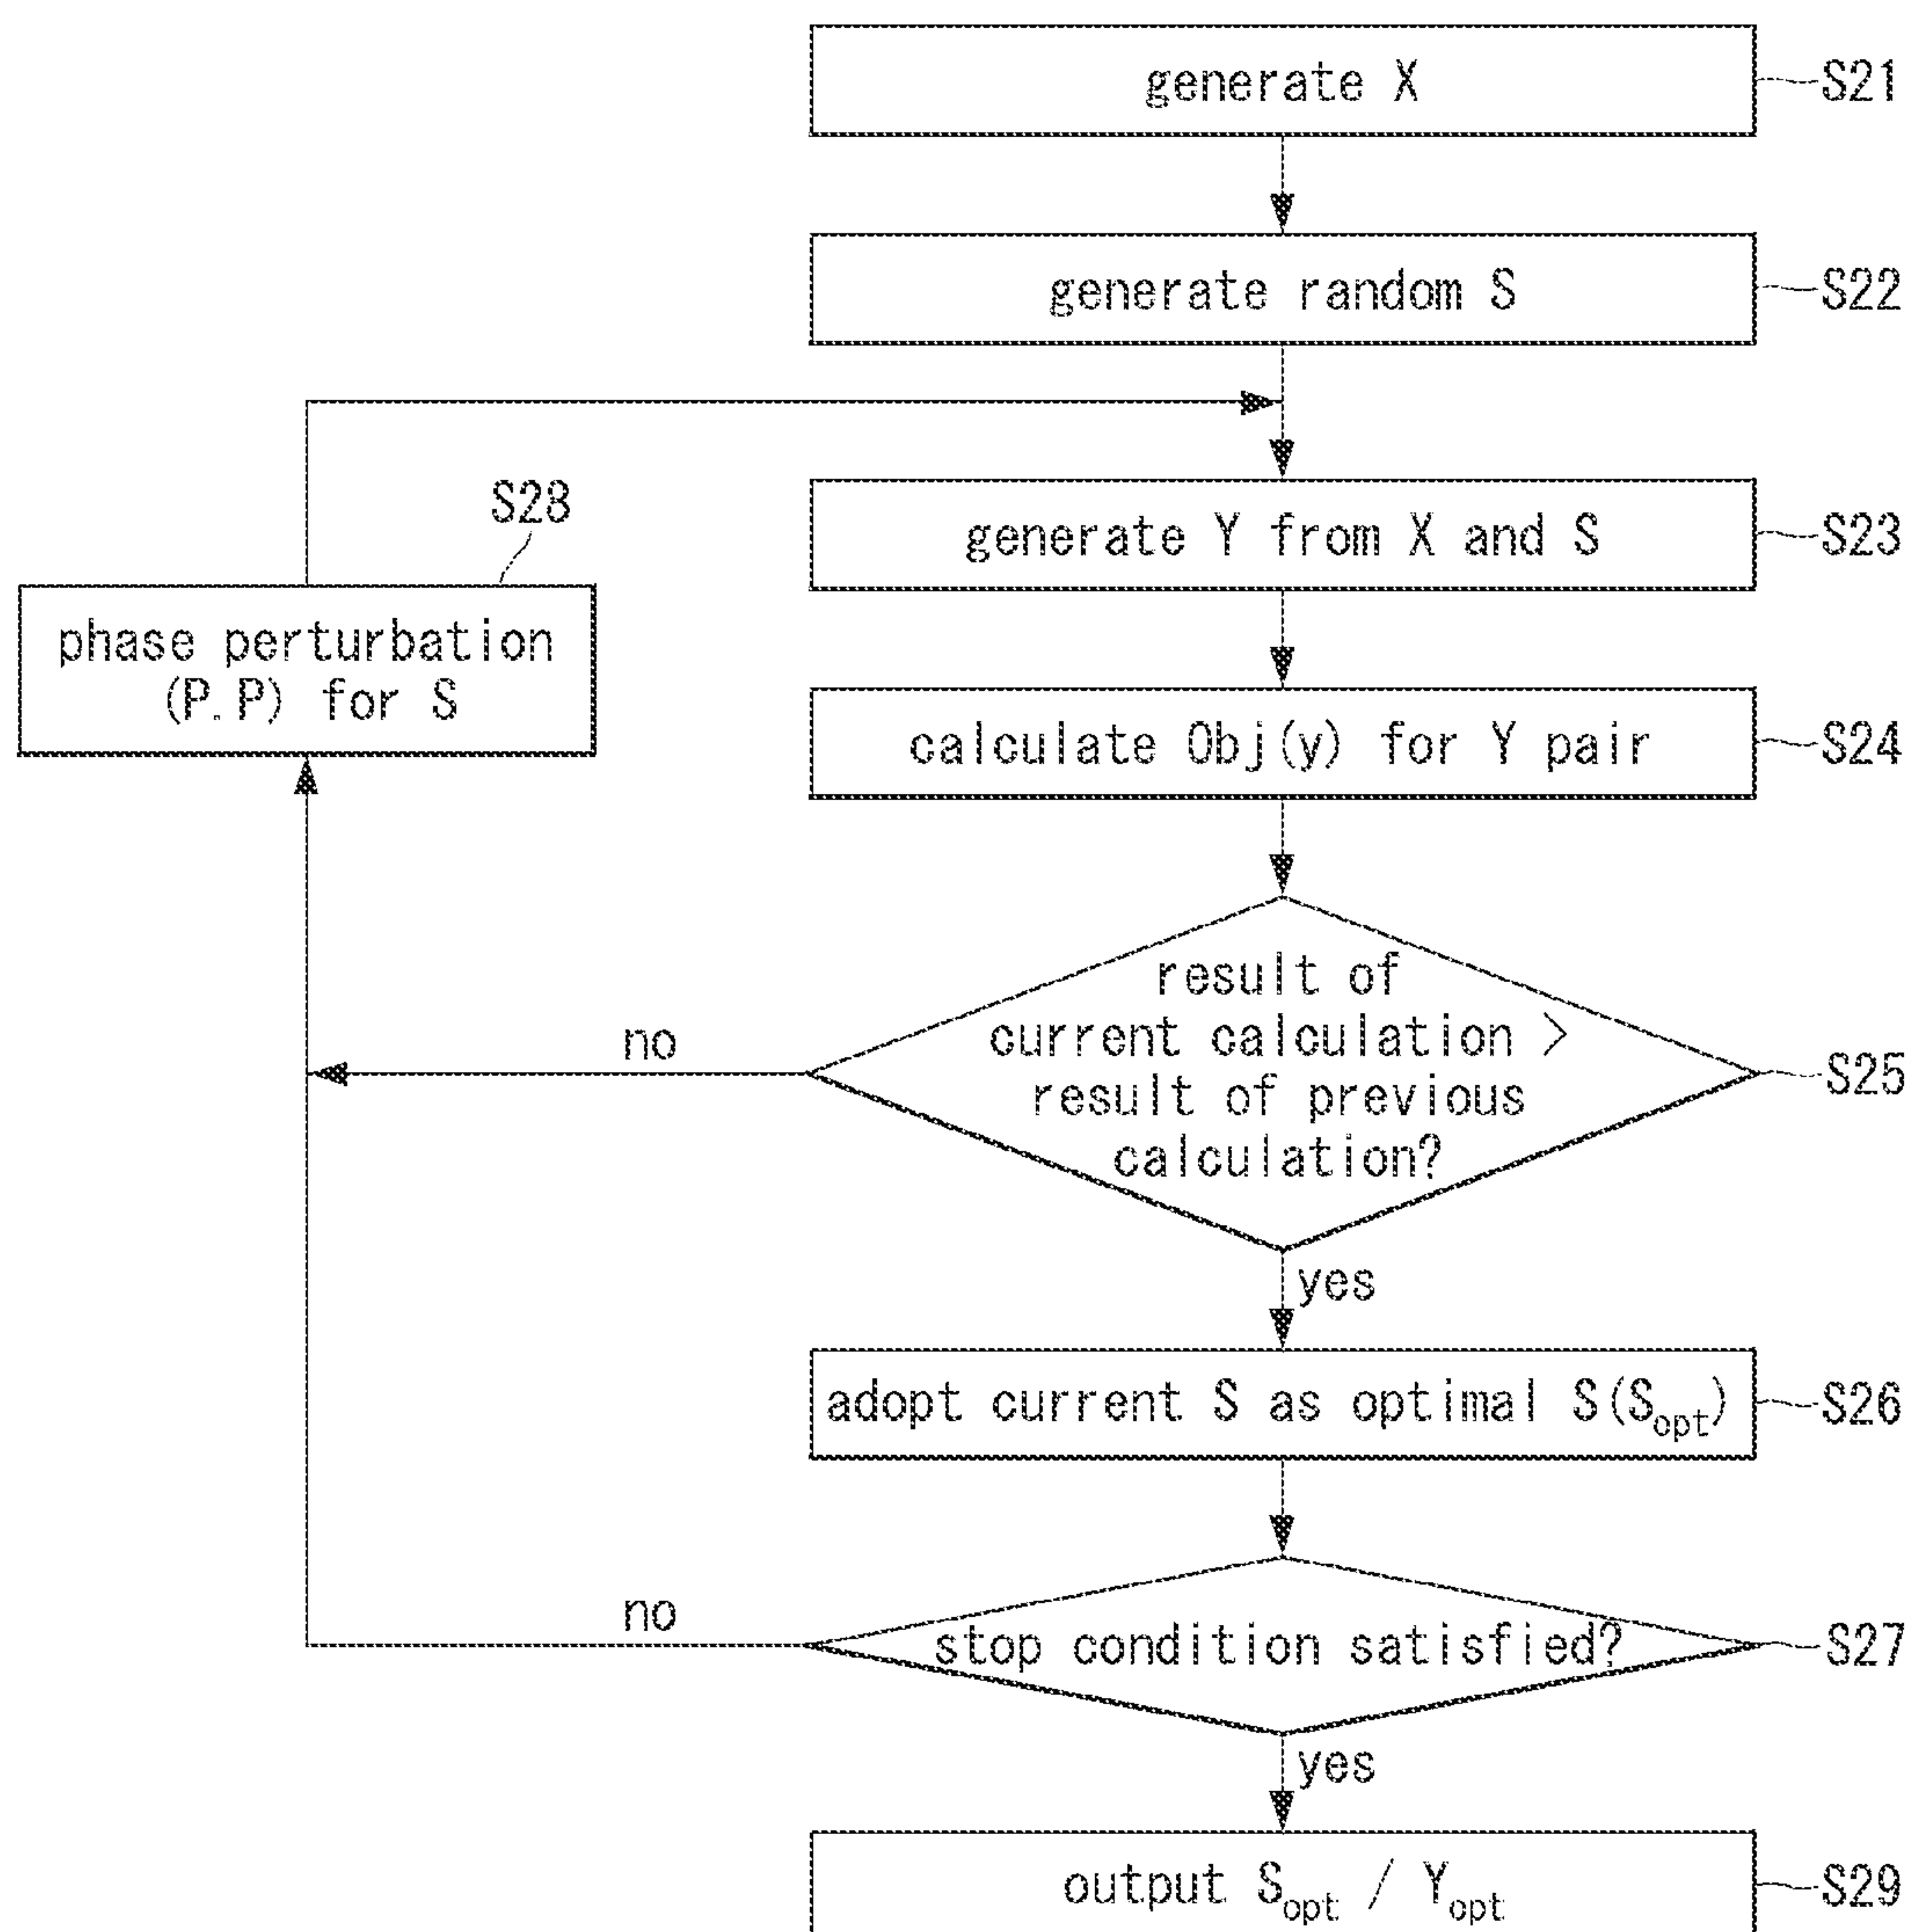 generate X
S21
generate random S
S22
S28
phase perturbation
(P.P) for S
generate Y from X and S
S23
calculate Obj(y) for Y pair
S24
result of
current calculation >
result of previous
calculation?
S25
no
yes
adopt current S as optimal S(Sopt)
S26
stop condition satisfied?
S27
no
yes
output Sopt / Yopt
S29